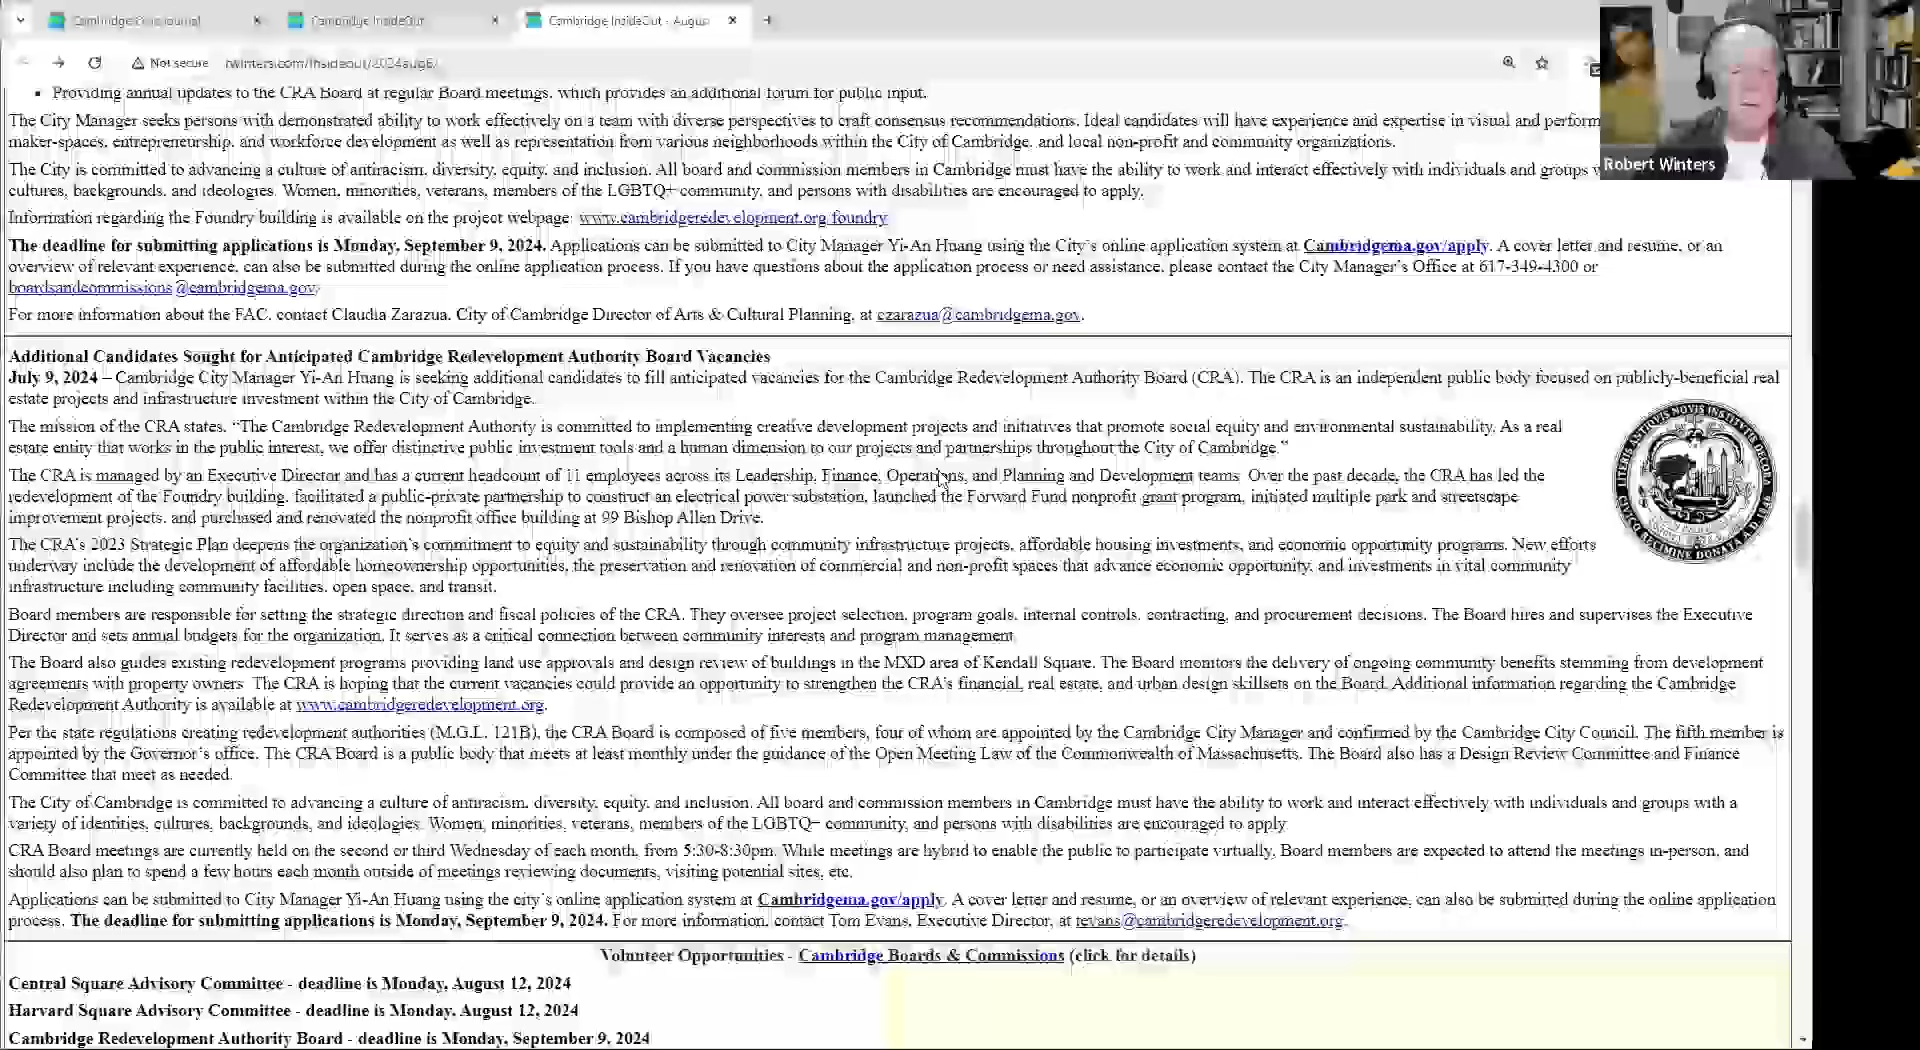 Cambridge Civic Journal
Cambridge InsideOut
Cambridge InsideOut - Augus
Not secure rwinters.com/insideout/2024aug6/
Robert Winters
• Providing annual updates to the CRA Board at regular Board meetings, which provides an additional forum for public input.
The City Manager seeks persons with demonstrated ability to work effectively on a team with diverse perspectives to craft consensus recommendations. Ideal candidates will have experience and expertise in visual and perform
maker-spaces, entrepreneurship, and workforce development as well as representation from various neighborhoods within the City of Cambridge, and local non-profit and community organizations.
The City is committed to advancing a culture of antiracism, diversity, equity, and inclusion. All board and commission members in Cambridge must have the ability to work and interact effectively with individuals and groups
cultures, backgrounds, and ideologies. Women, minorities, veterans, members of the LGBTQ+ community, and persons with disabilities are encouraged to apply.
Information regarding the Foundry building is available on the project webpage: www.cambridgeredevelopment.org/foundry
The deadline for submitting applications is Monday, September 9, 2024. Applications can be submitted to City Manager Yi-An Huang using the City's online application system at Cambridgema.gov/apply. A cover letter and resume, or an
overview of relevant experience, can also be submitted during the online application process. If you have questions about the application process or need assistance, please contact the City Manager's Office at 617-349-4300 or
boardsandcommissions@cambridgema.gov.
For more information about the FAC, contact Claudia Zarazua, City of Cambridge Director of Arts & Cultural Planning, at czarazua@cambridgema.gov.
Additional Candidates Sought for Anticipated Cambridge Redevelopment Authority Board Vacancies
July 9, 2024 – Cambridge City Manager Yi-An Huang is seeking additional candidates to fill anticipated vacancies for the Cambridge Redevelopment Authority Board (CRA). The CRA is an independent public body focused on publicly-beneficial real
estate projects and infrastructure investment within the City of Cambridge.
The mission of the CRA states, "The Cambridge Redevelopment Authority is committed to implementing creative development projects and initiatives that promote social equity and environmental sustainability. As a real
estate entity that works in the public interest, we offer distinctive public investment tools and a human dimension to our projects and partnerships throughout the City of Cambridge."
The CRA is managed by an Executive Director and has a current headcount of 11 employees across its Leadership, Finance, Operations, and Planning and Development teams. Over the past decade, the CRA has led the
redevelopment of the Foundry building, facilitated a public-private partnership to construct an electrical power substation, launched the Forward Fund nonprofit grant program, initiated multiple park and streetscape
improvement projects, and purchased and renovated the nonprofit office building at 99 Bishop Allen Drive.
The CRA's 2023 Strategic Plan deepens the organization's commitment to equity and sustainability through community infrastructure projects, affordable housing investments, and economic opportunity programs. New efforts
underway include the development of affordable homeownership opportunities, the preservation and renovation of commercial and non-profit spaces that advance economic opportunity, and investments in vital community
infrastructure including community facilities, open space, and transit.
Board members are responsible for setting the strategic direction and fiscal policies of the CRA. They oversee project selection, program goals, internal controls, contracting, and procurement decisions. The Board hires and supervises the Executive
Director and sets annual budgets for the organization. It serves as a critical connection between community interests and program management.
The Board also guides existing redevelopment programs providing land use approvals and design review of buildings in the MXD area of Kendall Square. The Board monitors the delivery of ongoing community benefits stemming from development
agreements with property owners. The CRA is hoping that the current vacancies could provide an opportunity to strengthen the CRA's financial, real estate, and urban design skillsets on the Board. Additional information regarding the Cambridge
Redevelopment Authority is available at www.cambridgeredevelopment.org.
Per the state regulations creating redevelopment authorities (M.G.L. 121B), the CRA Board is composed of five members, four of whom are appointed by the Cambridge City Manager and confirmed by the Cambridge City Council. The fifth member is
appointed by the Governor's office. The CRA Board is a public body that meets at least monthly under the guidance of the Open Meeting Law of the Commonwealth of Massachusetts. The Board also has a Design Review Committee and Finance
Committee that meet as needed.
The City of Cambridge is committed to advancing a culture of antiracism, diversity, equity, and inclusion. All board and commission members in Cambridge must have the ability to work and interact effectively with individuals and groups with a
variety of identities, cultures, backgrounds, and ideologies. Women, minorities, veterans, members of the LGBTQ+ community, and persons with disabilities are encouraged to apply.
CRA Board meetings are currently held on the second or third Wednesday of each month, from 5:30-8:30pm. While meetings are hybrid to enable the public to participate virtually, Board members are expected to attend the meetings in-person, and
should also plan to spend a few hours each month outside of meetings reviewing documents, visiting potential sites, etc.
Applications can be submitted to City Manager Yi-An Huang using the city's online application system at Cambridgema.gov/apply. A cover letter and resume, or an overview of relevant experience, can also be submitted during the online application
process. The deadline for submitting applications is Monday, September 9, 2024. For more information, contact Tom Evans, Executive Director, at tevans@cambridgeredevelopment.org.
Volunteer Opportunities - Cambridge Boards & Commissions (click for details)
Central Square Advisory Committee - deadline is Monday, August 12, 2024
Harvard Square Advisory Committee - deadline is Monday, August 12, 2024
Cambridge Redevelopment Authority Board - deadline is Monday, September 9, 2024